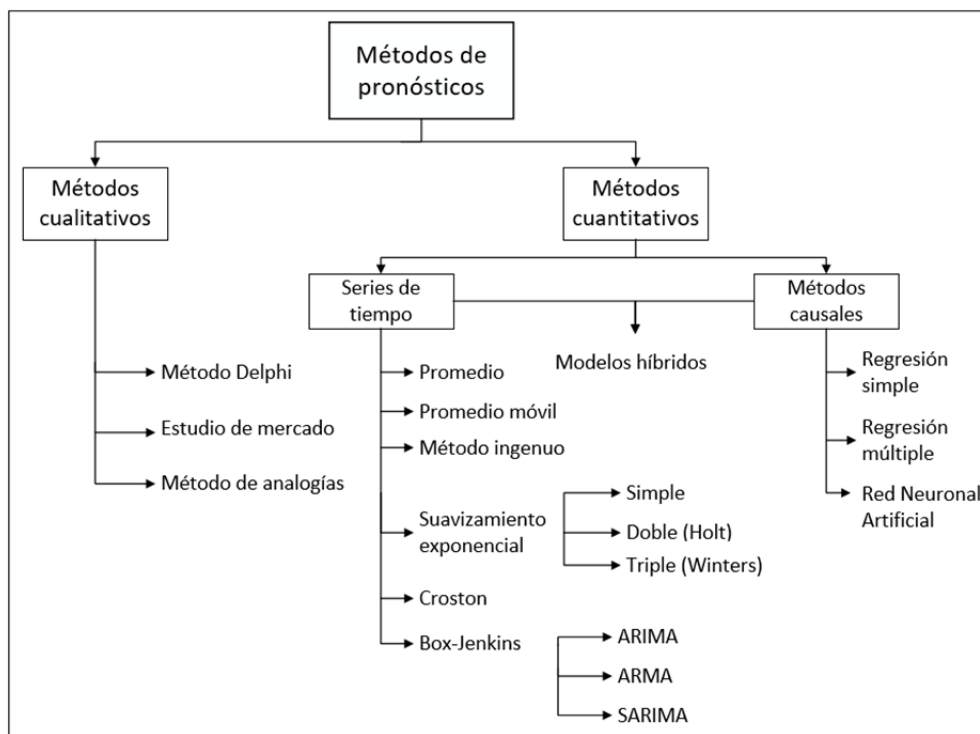 Métodos de
pronósticos
Métodos
cualitativos
Métodos
cuantitativos
Series de
tiempo
Métodos
causales
Modelos híbridos
Método Delphi
Estudio de mercado
Método de analogías
Promedio
Promedio móvil
Método ingenuo
Suavizamiento
exponencial
Simple
Doble (Holt)
Triple (Winters)
Croston
Box-Jenkins
ARIMA
ARMA
SARIMA
Regresión
simple
Regresión
múltiple
Red Neuronal
Artificial